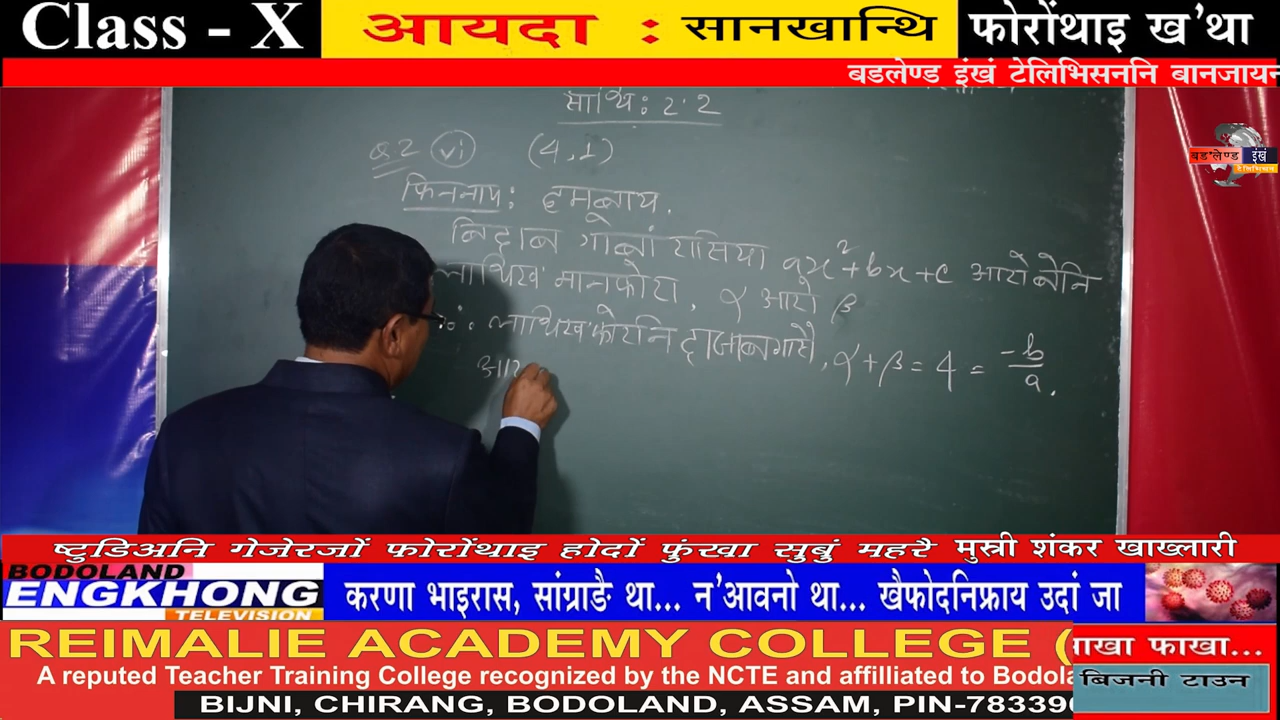 Class - X
आयदा : सानखान्थि
फोरोंथाइ ख'था
बडलेण्ड इंखं टेलिभिसननि बानजायन
साथि: 2.2
बड'लेण्ड इंखं
टेलिभिसन
Q2 (vi) (4, 1)
फिननाय: हमनाय.
नि गोनां रासिया ax²+bx+c आरो बेनि
लाथिख' मानफोरा, α आरो β
∴ लाथिख'फोरनि दाजाबगासै, α+β = 4 = -b/a.
ष्टुडिअनि गेजेरजों फोरोंथाइ होदों फुंखा सुबुं महरै मुस्री शंकर खाख्लारी
BODOLAND
ENGKHONG
TELEVISION
करणा भाइरास, सांग्राङै था... न'आवनो था... खैफोदनिफ्राय उदां जा
REIMALIE ACADEMY COLLEGE (
ाखा फाखा...
A reputed Teacher Training College recognized by the NCTE and affilliated to Bodola
बिजनी टाउन
BIJNI, CHIRANG, BODOLAND, ASSAM, PIN-78339